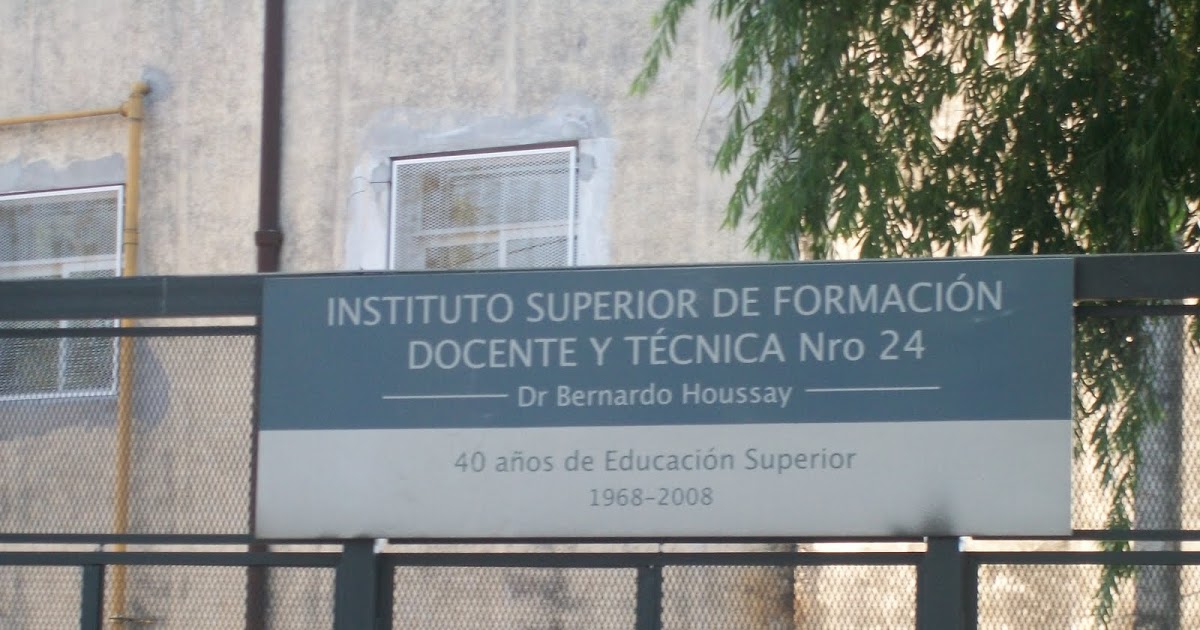 INSTITUTO SUPERIOR DE FORMACIÓN
DOCENTE Y TÉCNICA Nro 24
Dr Bernardo Houssay
40 años de Educación Superior
1968-2008